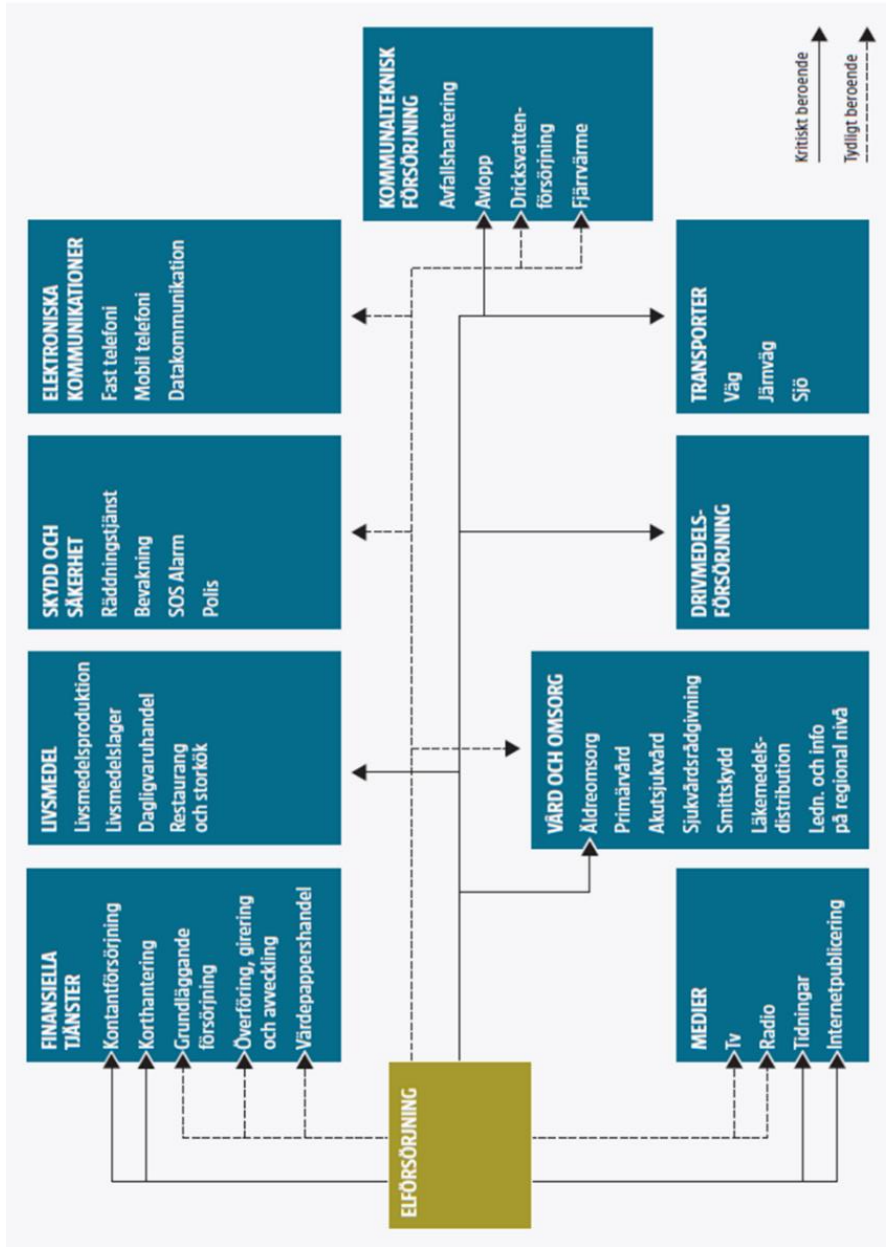 FINANSIELLA
TJÄNSTER
Kontantförsörjning
Korthantering
Grundläggande
försörjning
Överföring, girering
och avveckling
Värdepappershandel
LIVSMEDEL
Livsmedelsproduktion
Livsmedelslager
Dagligvaruhandel
Restaurang
och storkök
SKYDD OCH
SÄKERHET
Räddningstjänst
Bevakning
SOS Alarm
Polis
ELEKTRONISKA
KOMMUNIKATIONER
Fast telefoni
Mobil telefoni
Datakommunikation
ELFÖRSÖRJNING
KOMMUNALTEKNISK
FÖRSÖRJNING
Avfallshantering
Avlopp
Dricksvatten-
försörjning
Fjärrvärme
MEDIER
Tv
Radio
Tidningar
Internetpublicering
VÅRD OCH OMSORG
Äldreomsorg
Primärvård
Akutsjukvård
Sjukvårdsrådgivning
Smittskydd
Läkemedels-
distribution
Ledn. och info
på regional nivå
DRIVMEDELS-
FÖRSÖRJNING
TRANSPORTER
Väg
Järnväg
Sjö
Kritiskt beroende
Tydligt beroende